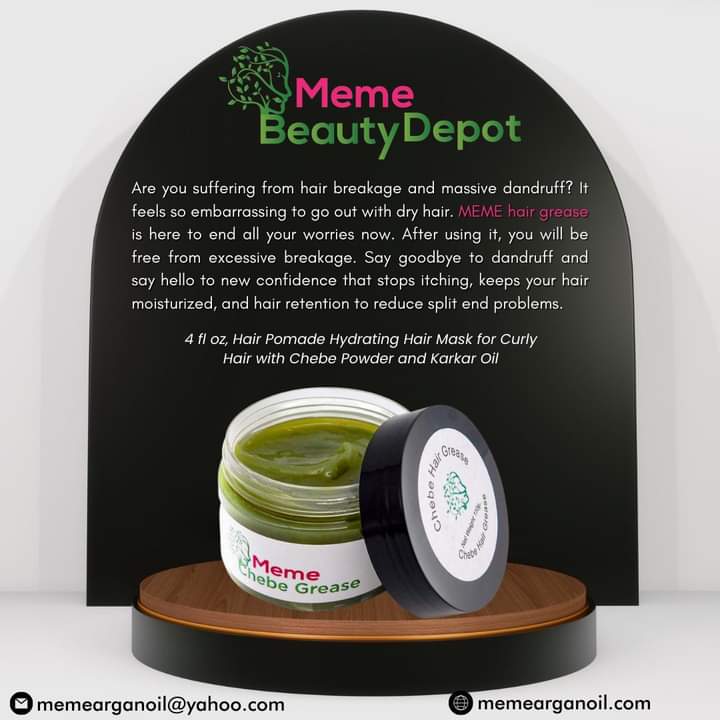 Meme
Beauty Depot
Are you suffering from hair breakage and massive dandruff? It
feels so embarrassing to go out with dry hair. MEME hair grease
is here to end all your worries now. After using it, you will be
free from excessive breakage. Say goodbye to dandruff and
say hello to new confidence that stops itching, keeps your hair
moisturized, and hair retention to reduce split end problems.
4 fl oz, Hair Pomade Hydrating Hair Mask for Curly
Hair with Chebe Powder and Karkar Oil
Chebe Hair Grease
Net Weight
Chebe Hair Grease
Meme
Chebe Grease
memearganoil@yahoo.com
memearganoil.com